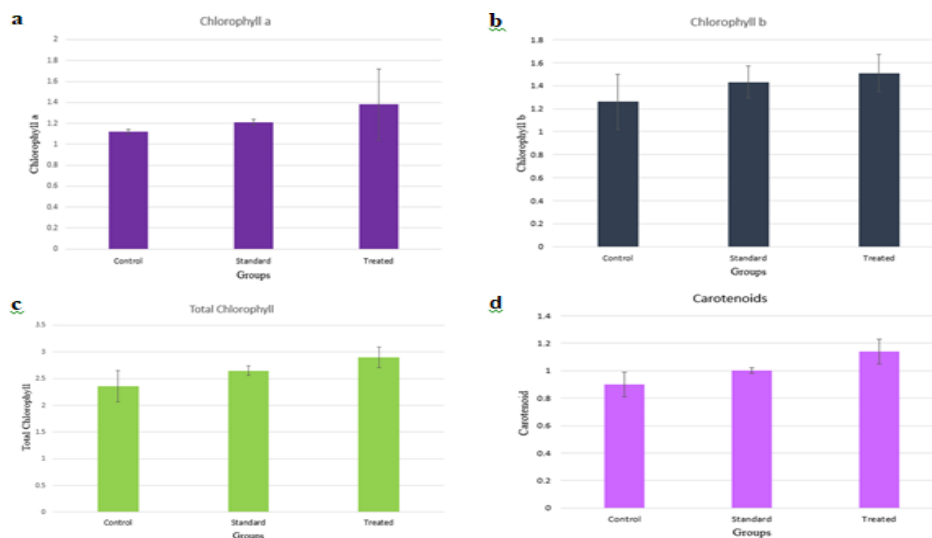 a
Chlorophyll a
2
1.8
1.6
1.4
1.2
1
0.8
0.6
0.4
0.2
0
Chlorophyll a
Control Standard Treated
Groups
b
Chlorophyll b
1.8
1.6
1.4
1.2
1
0.8
0.6
0.4
0.2
0
Chlorophyll b
Control Standard Treated
Groups
c
Total Chlorophyll
3.5
3
2.5
2
1.5
1
0.5
0
Total Chlorophyll
Control Standard Treated
Groups
d
Carotenoids
1.4
1.2
1
0.8
0.6
0.4
0.2
0
Carotenoid
Control Standard Treated
Groups